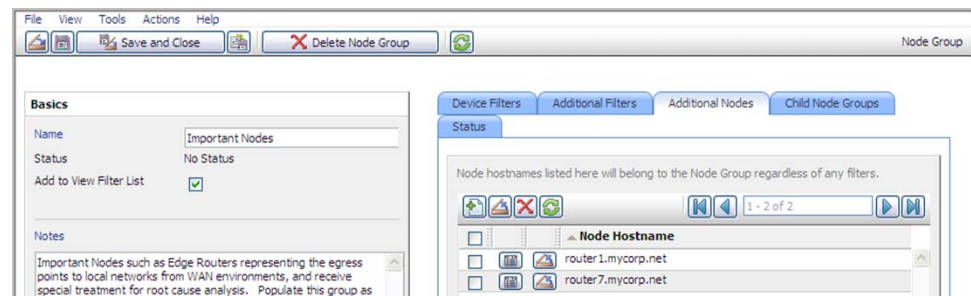 File View Tools Actions Help
Save and Close
Delete Node Group
Node Group
Basics
Name
Important Nodes
Status
No Status
Add to View Filter List
Notes
Important Nodes such as Edge Routers representing the egress
points to local networks from WAN environments, and receive
special treatment for root cause analysis. Populate this group as
Device Filters
Additional Filters
Additional Nodes
Child Node Groups
Status
Node hostnames listed here will belong to the Node Group regardless of any filters.
1 - 2 of 2
Node Hostname
router1.mycorp.net
router7.mycorp.net